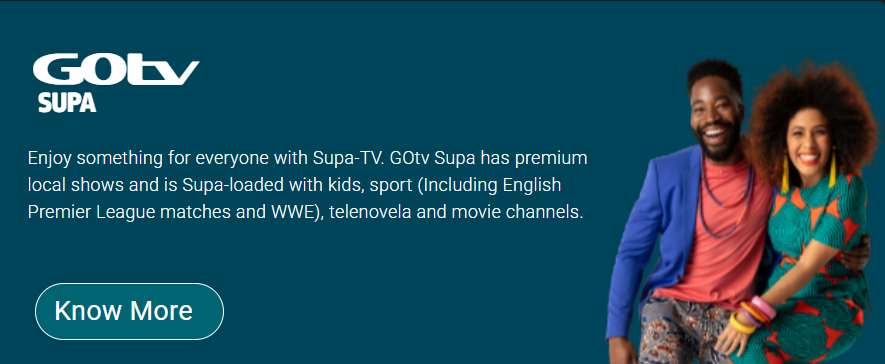 GOtv
SUPA
Enjoy something for everyone with Supa-TV. GOtv Supa has premium
local shows and is Supa-loaded with kids, sport (Including English
Premier League matches and WWE), telenovela and movie channels.
Know More